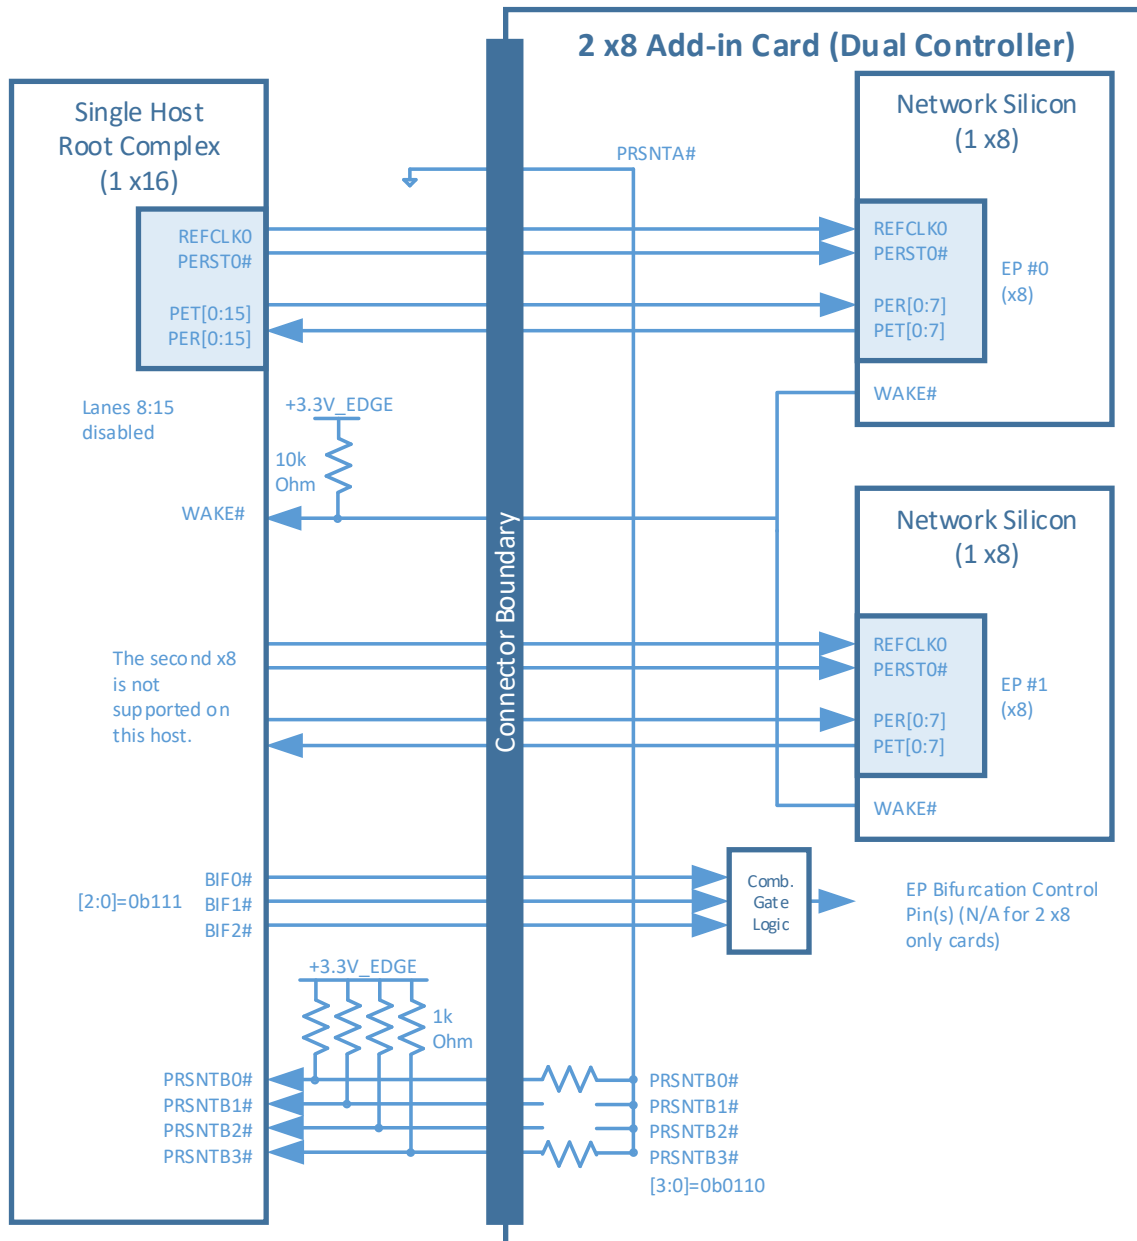 2 x8 Add-in Card (Dual Controller)
Single Host
Root Complex
(1 x16)
REFCLK0
PERST0#
PET[0:15]
PER[0:15]
Lanes 8:15
disabled
+3.3V_EDGE
10k
Ohm
WAKE#
The second x8
is not
supported on
this host.
[2:0]=0b111
BIF0#
BIF1#
BIF2#
+3.3V_EDGE
1k
Ohm
PRSNTB0#
PRSNTB1#
PRSNTB2#
PRSNTB3#
Connector Boundary
PRSNTA#
Network Silicon
(1 x8)
REFCLK0
PERST0#
PER[0:7]
PET[0:7]
EP #0
(x8)
WAKE#
Network Silicon
(1 x8)
REFCLK0
PERST0#
PER[0:7]
PET[0:7]
EP #1
(x8)
WAKE#
Comb.
Gate
Logic
EP Bifurcation Control
Pin(s) (N/A for 2 x8
only cards)
PRSNTB0#
PRSNTB1#
PRSNTB2#
PRSNTB3#
[3:0]=0b0110